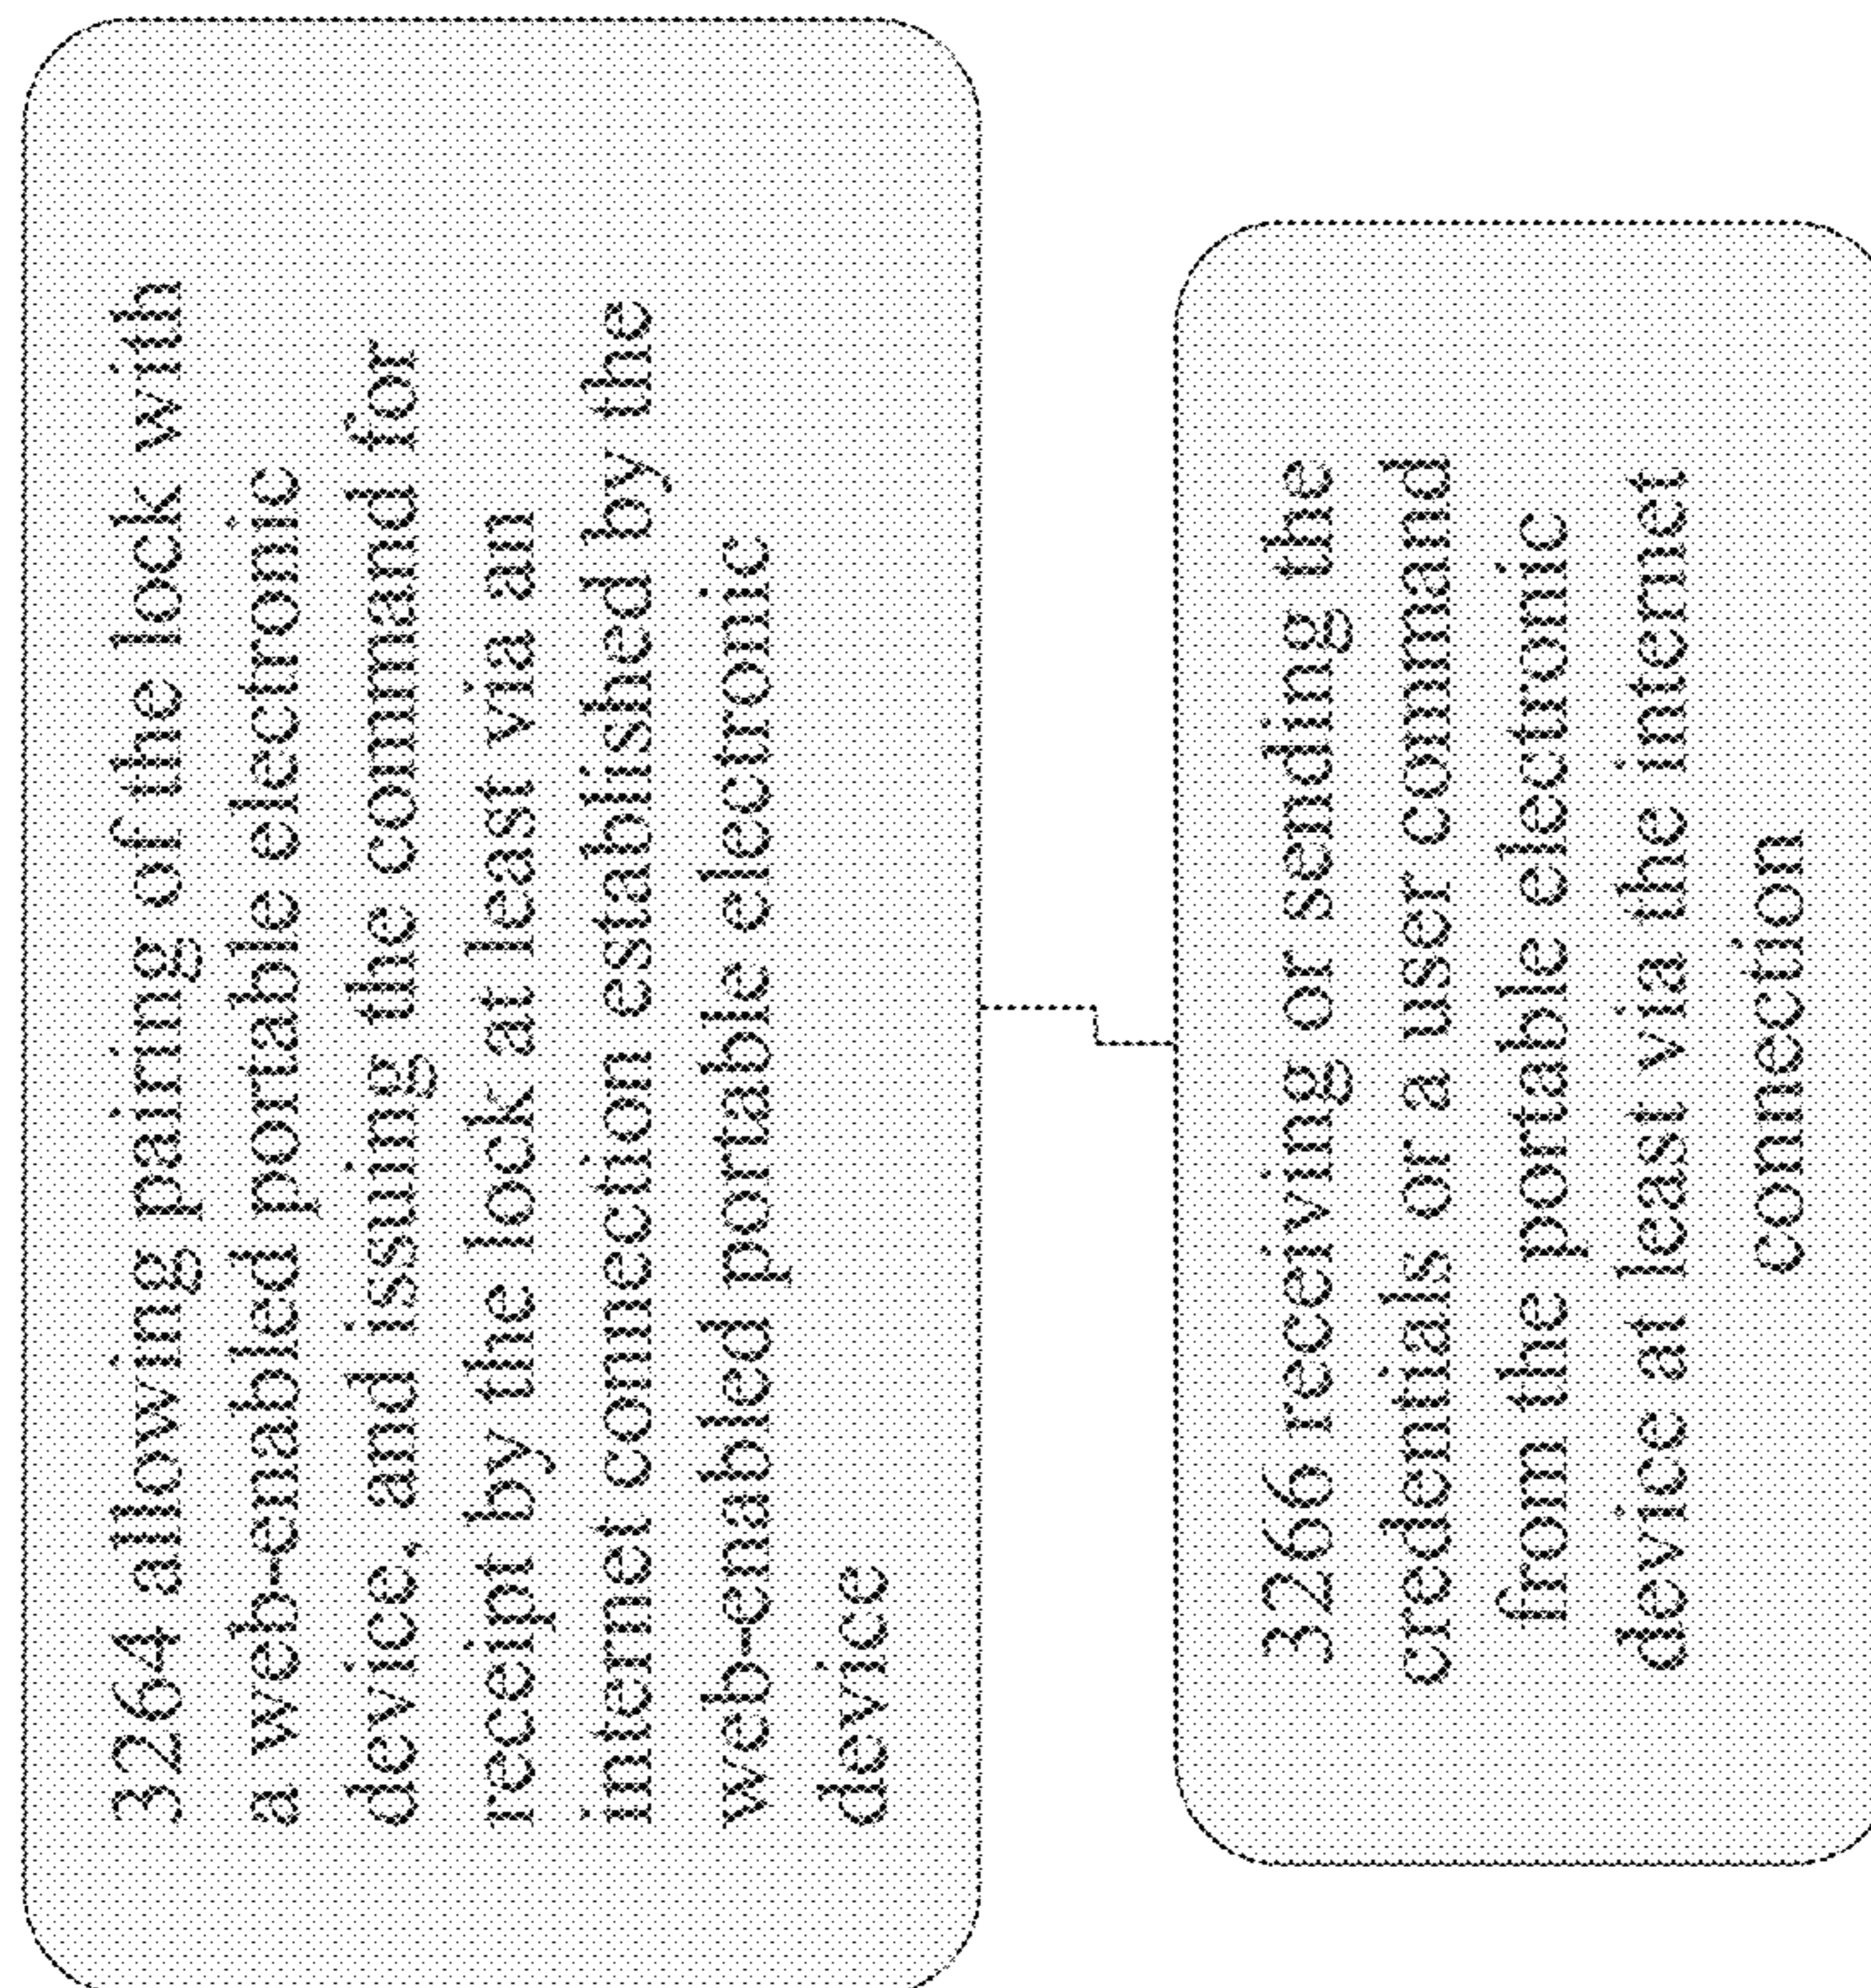 3264 allowing pairing of the lock with
a web-enabled portable electronic
device, and issuing the command for
receipt by the lock at least via an
internet connection established by the
web-enabled portable electronic
device
3266 receiving or sending the
credentials or a user command
from the portable electronic
device at least via the internet
connection